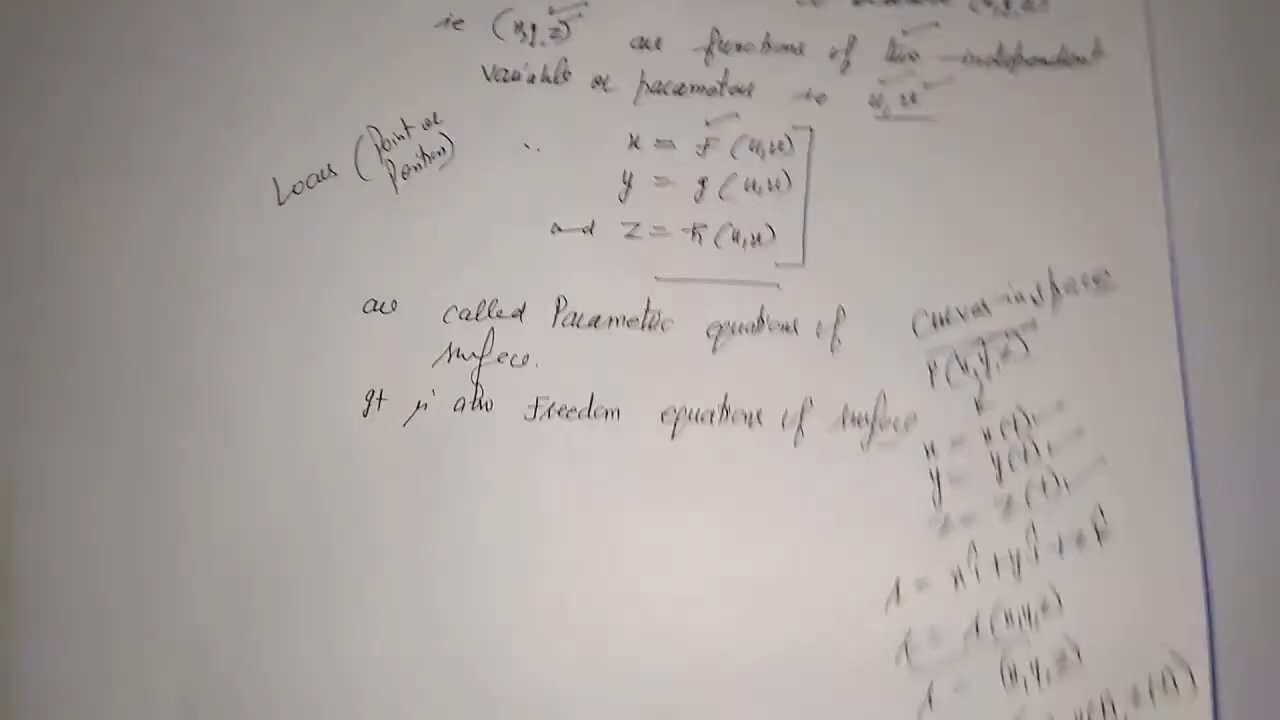 ie (x,y,z) are functions of two independent
variable or parameters ie u, v
Locus (Point or
Position)
∴ x = f(u,v)
y = g(u,v)
and z = h(u,v)
are called Parametric equations of
surface.
It is also Freedom equations of surface
Curves in space
P(x,y,z)
x = x(t),
y = y(t),
z = z(t),
(x,y,z)